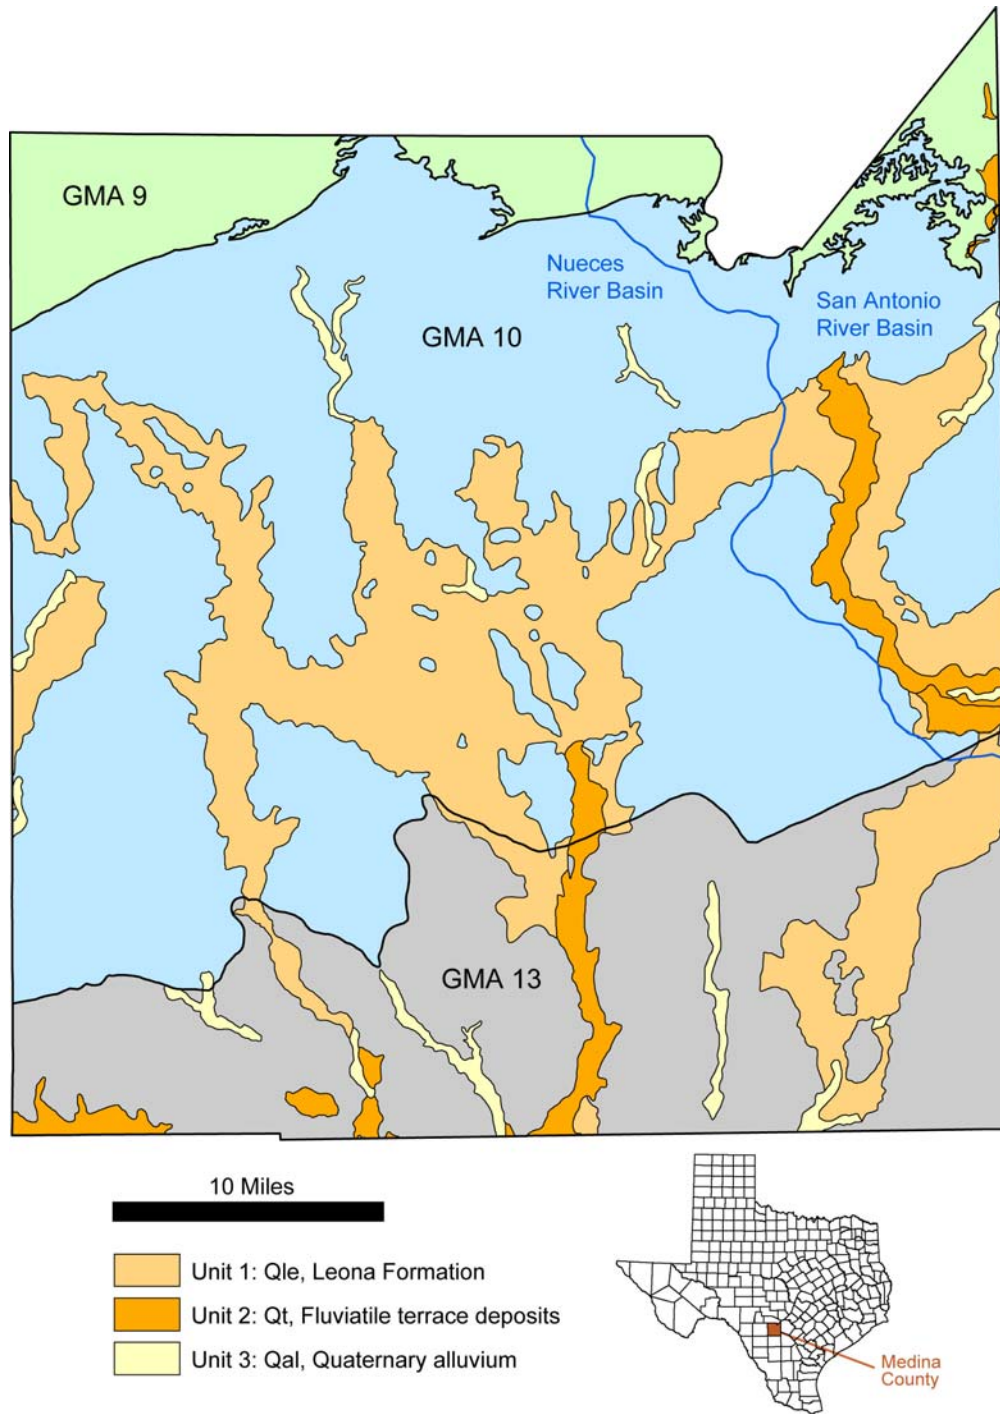 GMA 9
Nueces
River Basin
San Antonio
River Basin
GMA 10
GMA 13
10 Miles
Unit 1: Qle, Leona Formation
Unit 2: Qt, Fluviatile terrace deposits
Unit 3: Qal, Quaternary alluvium
Medina
County